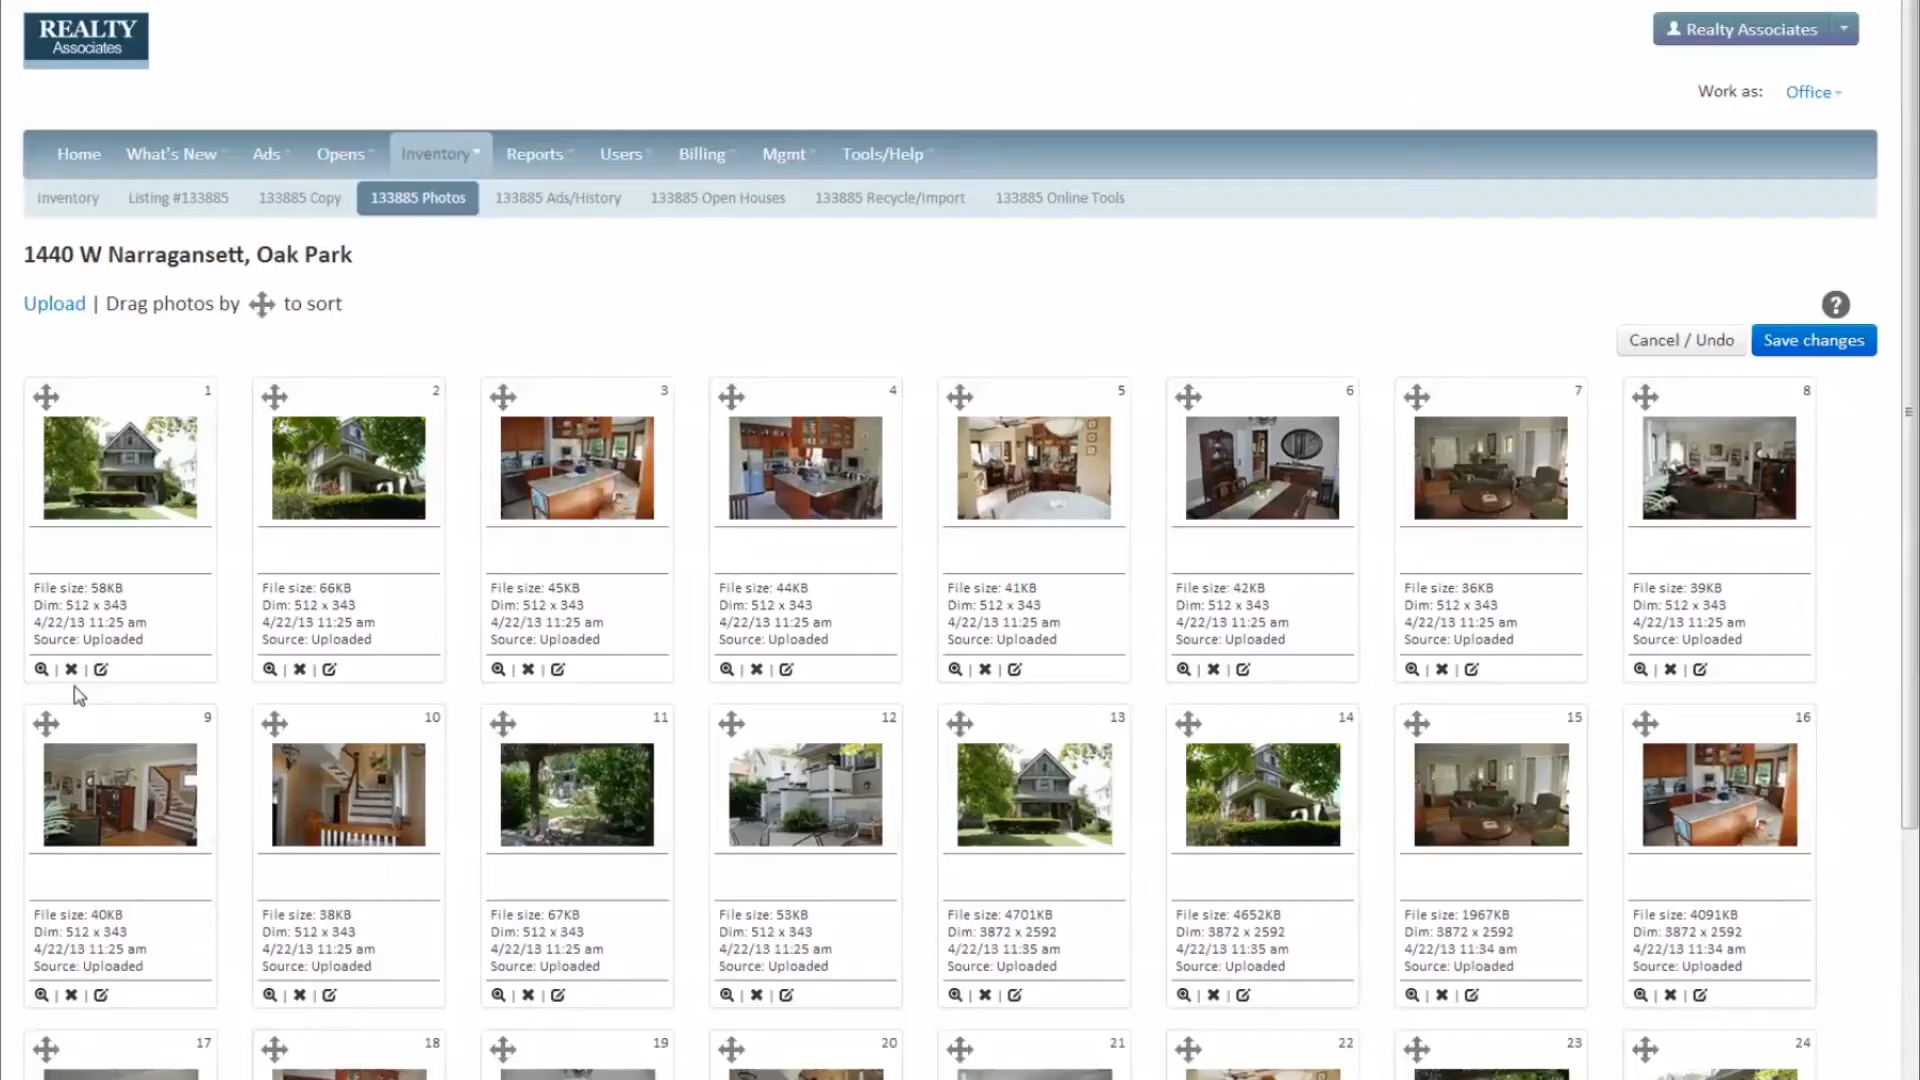 REALTY
Associates
Realty Associates
Work as: Office
Home What's New Ads Opens Inventory Reports Users Billing Mgmt Tools/Help
Inventory Listing #133885 133885 Copy 133885 Photos 133885 Ads/History 133885 Open Houses 133885 Recycle/Import 133885 Online Tools
1440 W Narragansett, Oak Park
Upload | Drag photos by to sort
?
Cancel / Undo Save changes
1 2 3 4 5 6 7 8
File size: 58KB File size: 66KB File size: 45KB File size: 44KB File size: 41KB File size: 42KB File size: 36KB File size: 39KB
Dim: 512 x 343 Dim: 512 x 343 Dim: 512 x 343 Dim: 512 x 343 Dim: 512 x 343 Dim: 512 x 343 Dim: 512 x 343 Dim: 512 x 343
4/22/13 11:25 am 4/22/13 11:25 am 4/22/13 11:25 am 4/22/13 11:25 am 4/22/13 11:25 am 4/22/13 11:25 am 4/22/13 11:25 am 4/22/13 11:25 am
Source: Uploaded Source: Uploaded Source: Uploaded Source: Uploaded Source: Uploaded Source: Uploaded Source: Uploaded Source: Uploaded
9 10 11 12 13 14 15 16
File size: 40KB File size: 38KB File size: 67KB File size: 53KB File size: 4701KB File size: 4652KB File size: 1967KB File size: 4091KB
Dim: 512 x 343 Dim: 512 x 343 Dim: 512 x 343 Dim: 512 x 343 Dim: 3872 x 2592 Dim: 3872 x 2592 Dim: 3872 x 2592 Dim: 3872 x 2592
4/22/13 11:25 am 4/22/13 11:25 am 4/22/13 11:25 am 4/22/13 11:25 am 4/22/13 11:35 am 4/22/13 11:35 am 4/22/13 11:34 am 4/22/13 11:34 am
Source: Uploaded Source: Uploaded Source: Uploaded Source: Uploaded Source: Uploaded Source: Uploaded Source: Uploaded Source: Uploaded
17 18 19 20 21 22 23 24